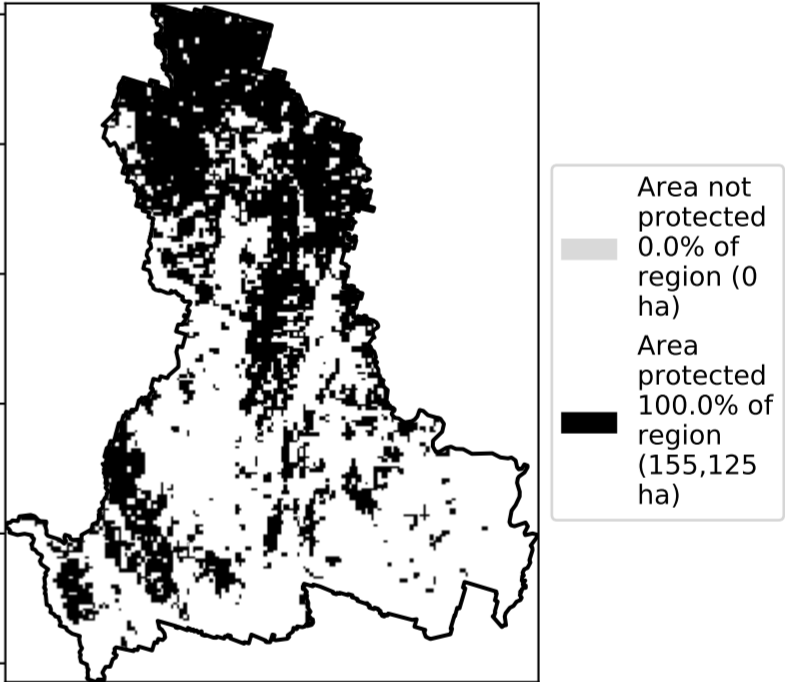 Area not
protected
0.0% of
region (0
ha)
Area
protected
100.0% of
region
(155,125
ha)